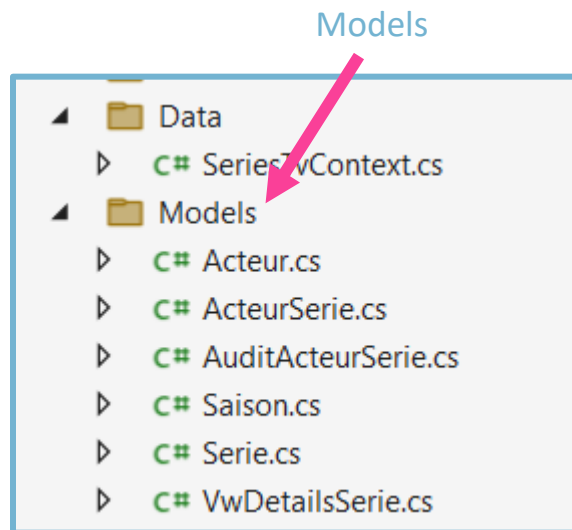 Models
Data
C# SeriesTvContext.cs
Models
C# Acteur.cs
C# ActeurSerie.cs
C# AuditActeurSerie.cs
C# Saison.cs
C# Serie.cs
C# VwDetailsSerie.cs